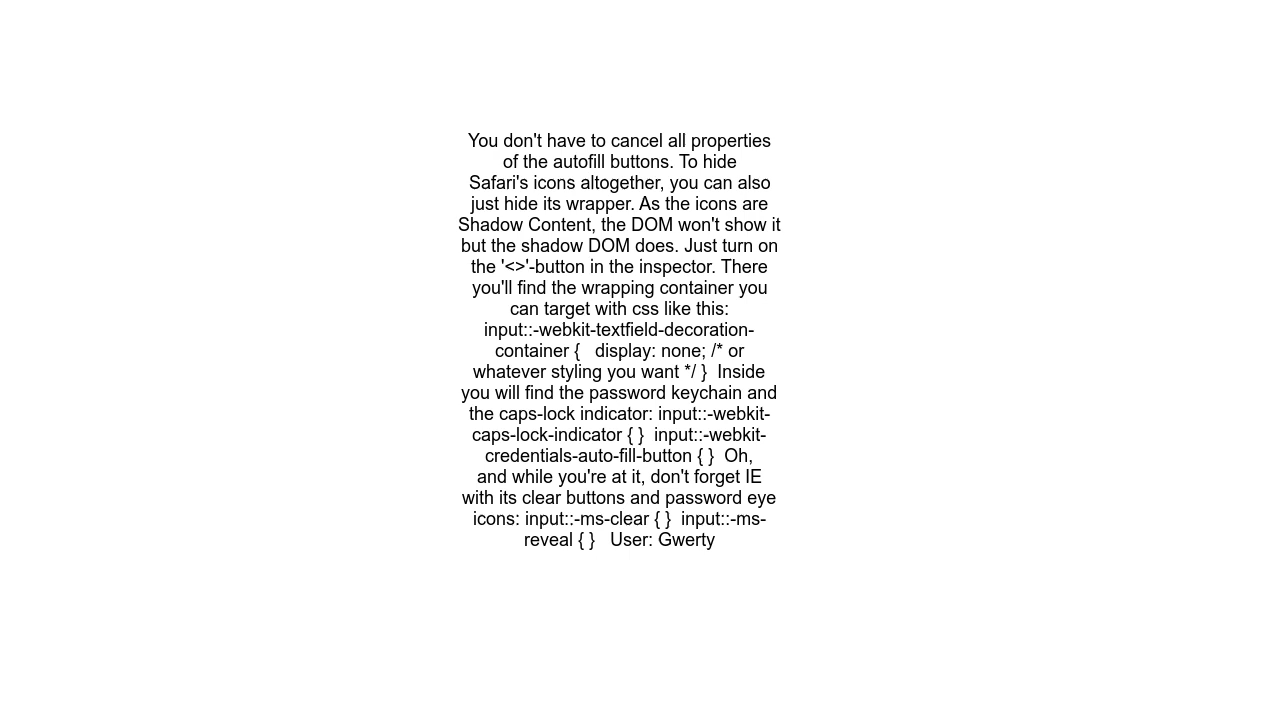 You don't have to cancel all properties
of the autofill buttons. To hide
Safari's icons altogether, you can also
just hide its wrapper. As the icons are
Shadow Content, the DOM won't show it
but the shadow DOM does. Just turn on
the '<>'-button in the inspector. There
you'll find the wrapping container you
can target with css like this:
input::-webkit-textfield-decoration-
container {   display: none; /* or
whatever styling you want */ }  Inside
you will find the password keychain and
the caps-lock indicator: input::-webkit-
caps-lock-indicator { }  input::-webkit-
credentials-auto-fill-button { }  Oh,
and while you're at it, don't forget IE
with its clear buttons and password eye
icons: input::-ms-clear { }  input::-ms-
reveal { }   User: Gwerty